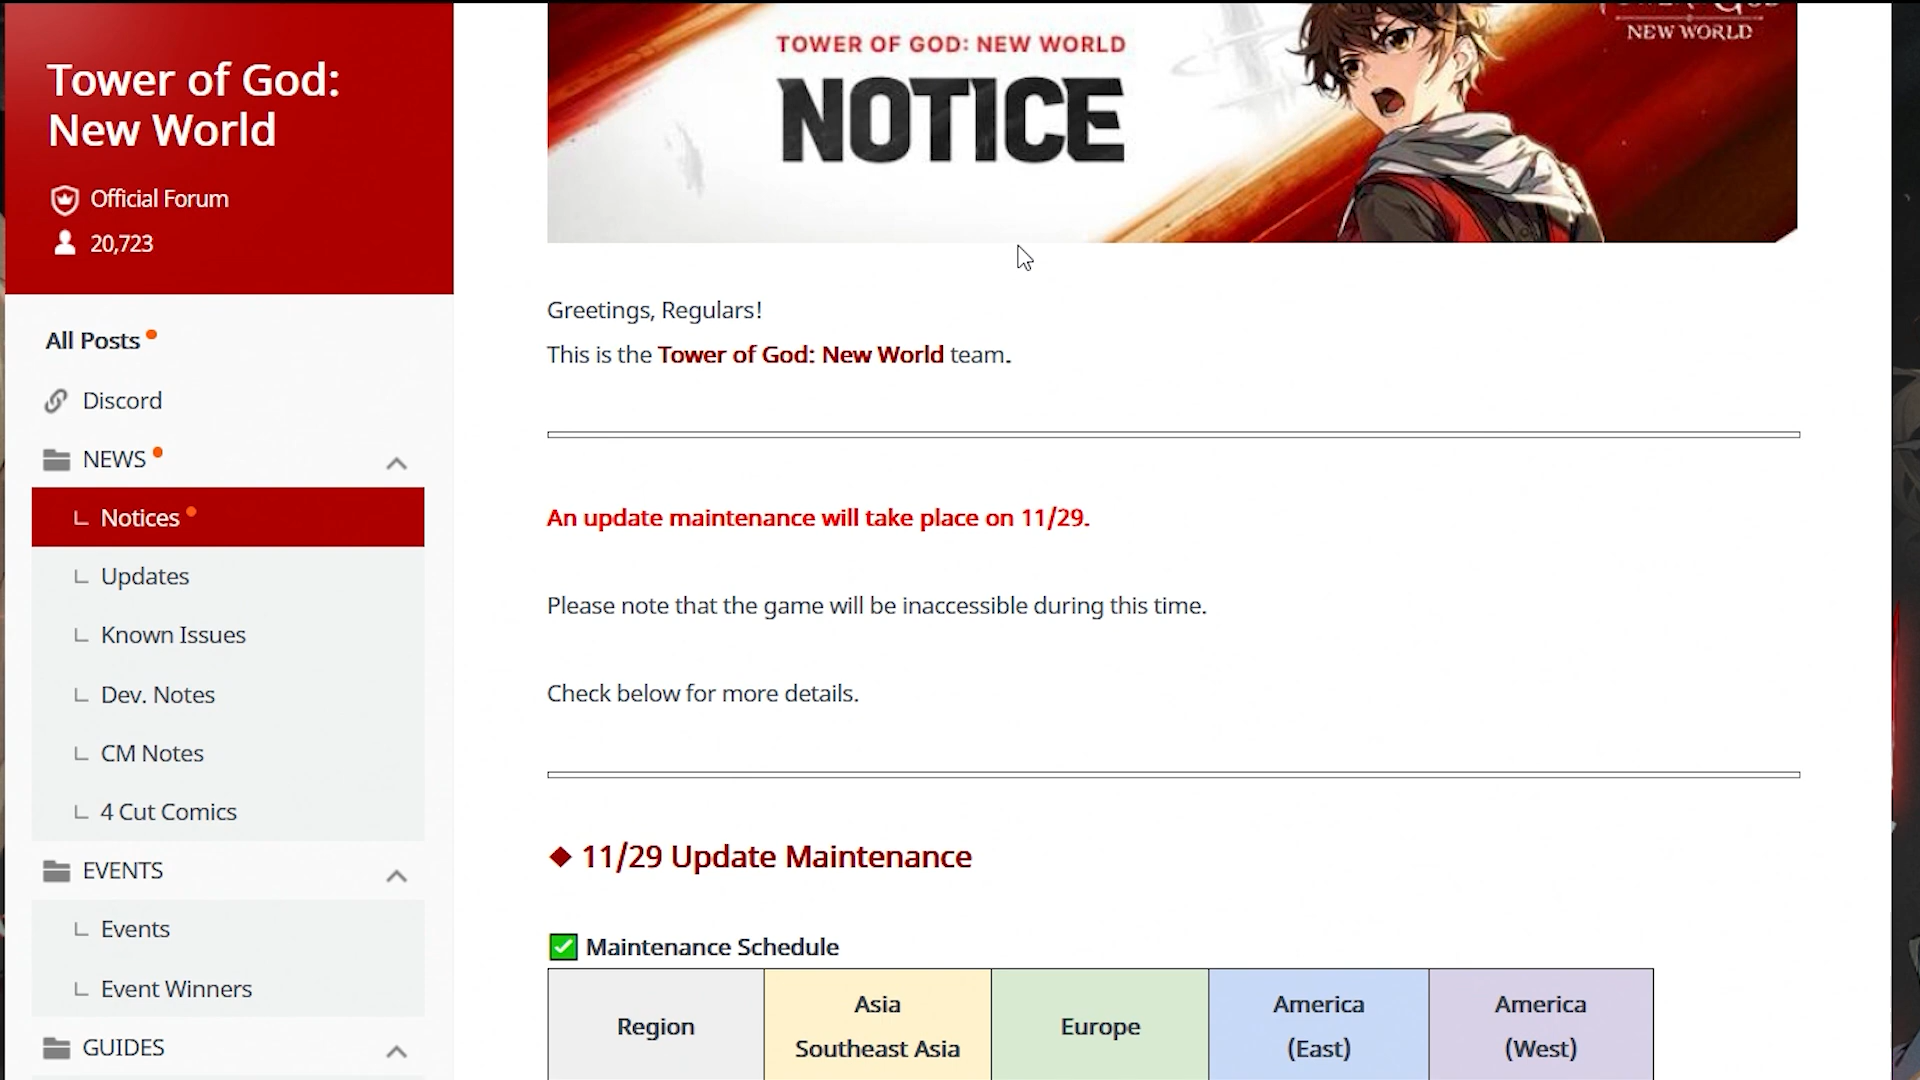 Tower of God:
New World
Official Forum
20,723
All Posts
Discord
NEWS
Notices
Updates
Known Issues
Dev. Notes
CM Notes
4 Cut Comics
EVENTS
Events
Event Winners
GUIDES
TOWER OF GOD: NEW WORLD
NOTICE
NEW WORLD
Greetings, Regulars!
This is the Tower of God: New World team.
An update maintenance will take place on 11/29.
Please note that the game will be inaccessible during this time.
Check below for more details.
◆ 11/29 Update Maintenance
✅ Maintenance Schedule
Region
Asia
Southeast Asia
Europe
America
(East)
America
(West)